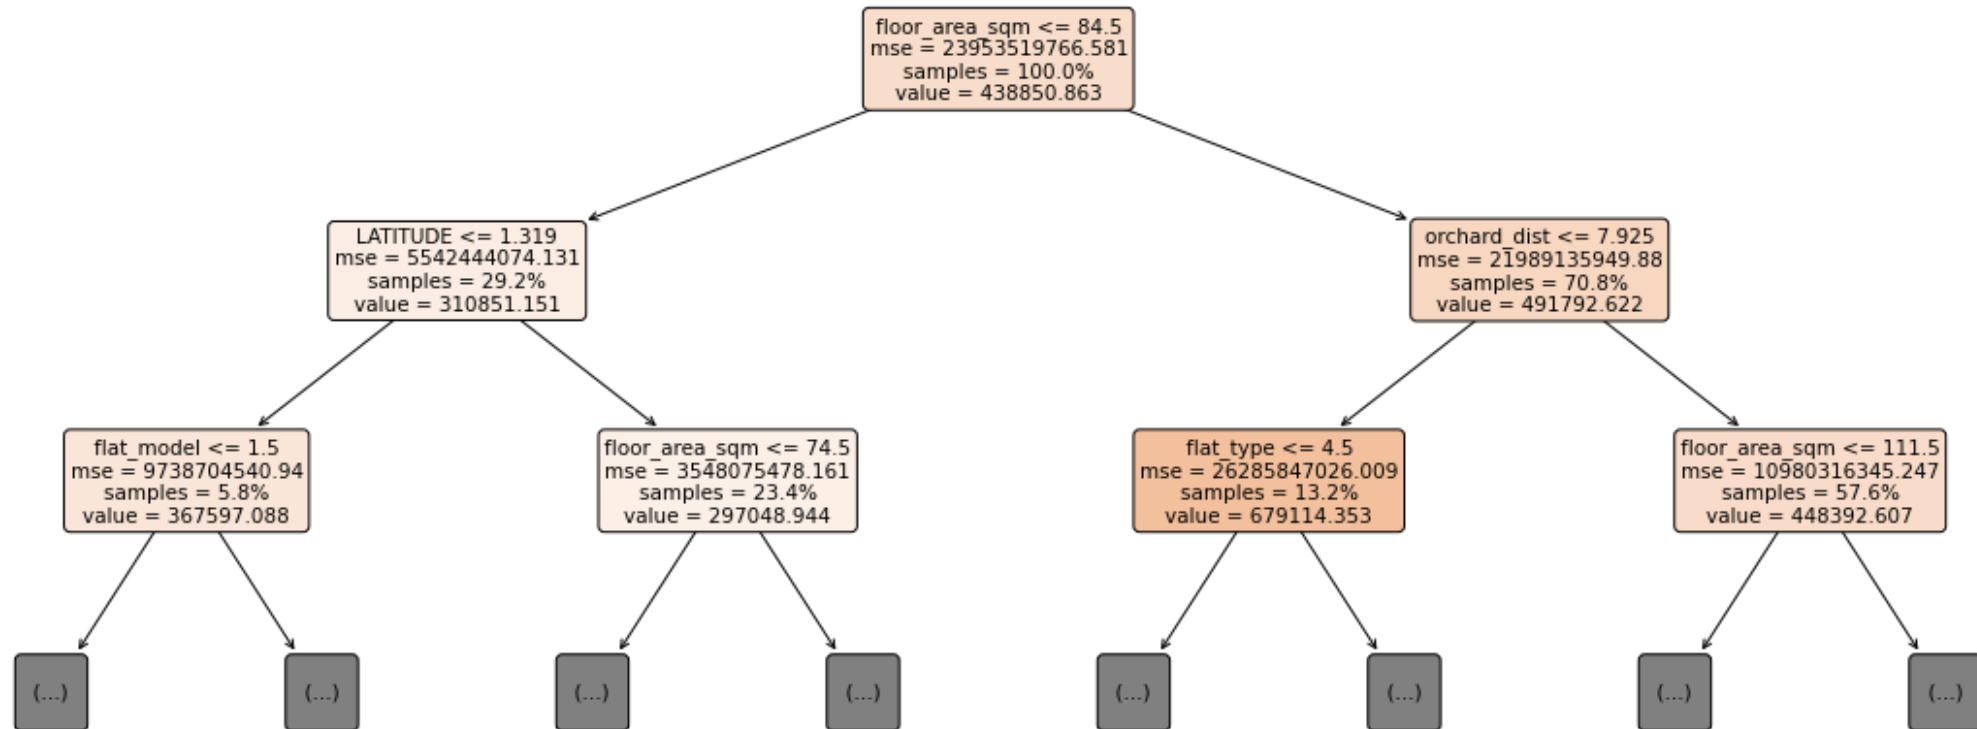 floor_area_sqm <= 84.5
mse = 23953519766.581
samples = 100.0%
value = 438850.863
LATITUDE <= 1.319
mse = 5542444074.131
samples = 29.2%
value = 310851.151
orchard_dist <= 7.925
mse = 21989135949.88
samples = 70.8%
value = 491792.622
flat_model <= 1.5
mse = 9738704540.94
samples = 5.8%
value = 367597.088
floor_area_sqm <= 74.5
mse = 3548075478.161
samples = 23.4%
value = 297048.944
flat_type <= 4.5
mse = 26285847026.009
samples = 13.2%
value = 679114.353
floor_area_sqm <= 111.5
mse = 10980316345.247
samples = 57.6%
value = 448392.607
(...)
(...)
(...)
(...)
(...)
(...)
(...)
(...)